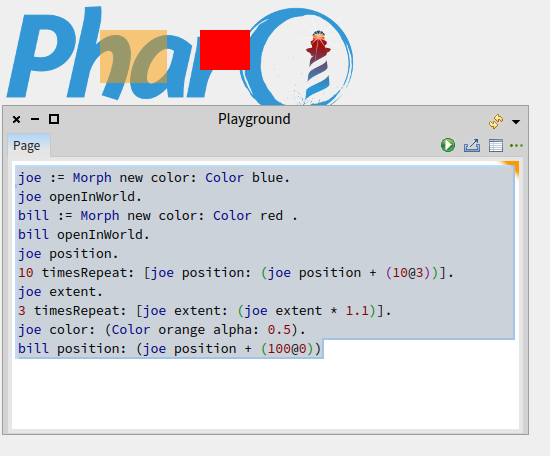 Pharo
Playground
Page
joe := Morph new color: Color blue.
joe openInWorld.
bill := Morph new color: Color red .
bill openInWorld.
joe position.
10 timesRepeat: [joe position: (joe position + (10@3))].
joe extent.
3 timesRepeat: [joe extent: (joe extent * 1.1)].
joe color: (Color orange alpha: 0.5).
bill position: (joe position + (100@0))